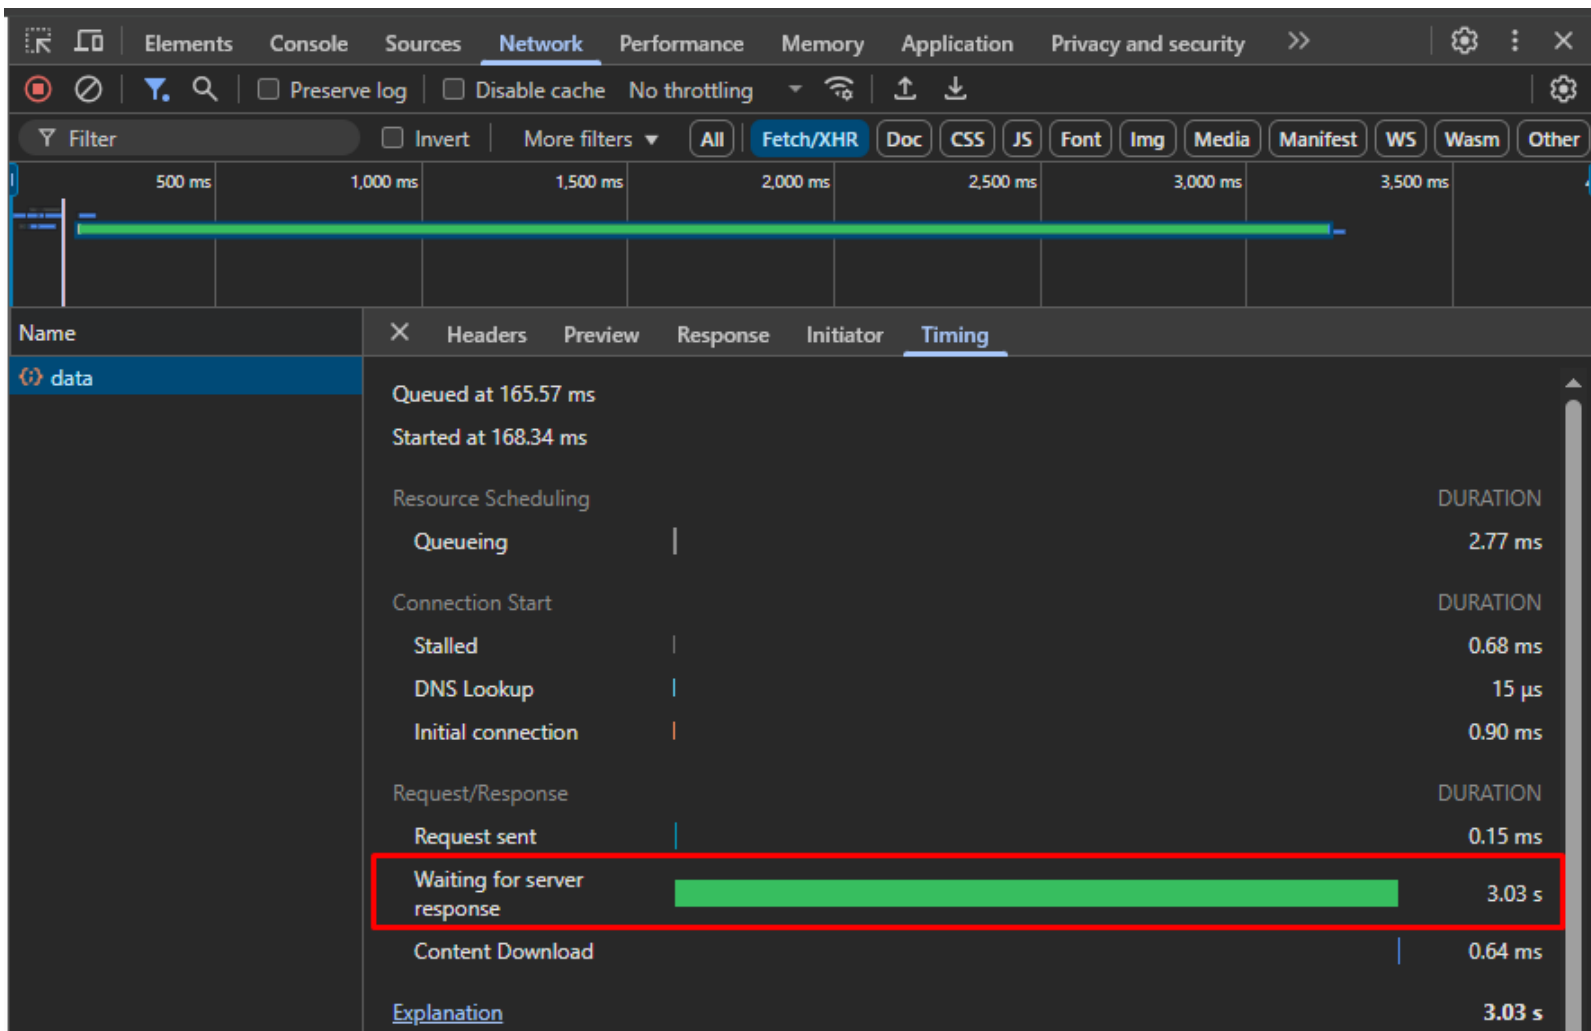 Elements Console Sources Network Performance Memory Application Privacy and security
Preserve log Disable cache No throttling
Filter Invert More filters All Fetch/XHR Doc CSS JS Font Img Media Manifest WS Wasm Other
500 ms 1,000 ms 1,500 ms 2,000 ms 2,500 ms 3,000 ms 3,500 ms
Name
data
Headers Preview Response Initiator Timing
Queued at 165.57 ms
Started at 168.34 ms
Resource Scheduling DURATION
Queueing 2.77 ms
Connection Start DURATION
Stalled 0.68 ms
DNS Lookup 15 µs
Initial connection 0.90 ms
Request/Response DURATION
Request sent 0.15 ms
Waiting for server
response 3.03 s
Content Download 0.64 ms
Explanation 3.03 s